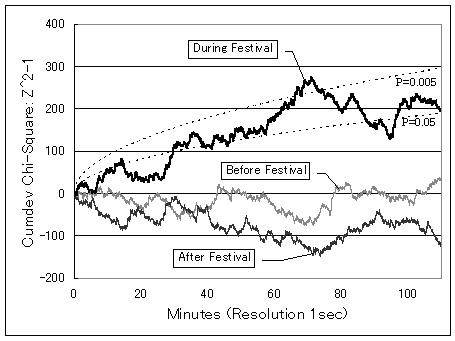 400
During Festival
300
P=0.005
200
P=0.05
100
Before Festival
0
-100
After Festival
-200
0 20 40 60 80 100
Minutes (Resolution 1sec)
Cumdev Chi-Square: Z^2-1